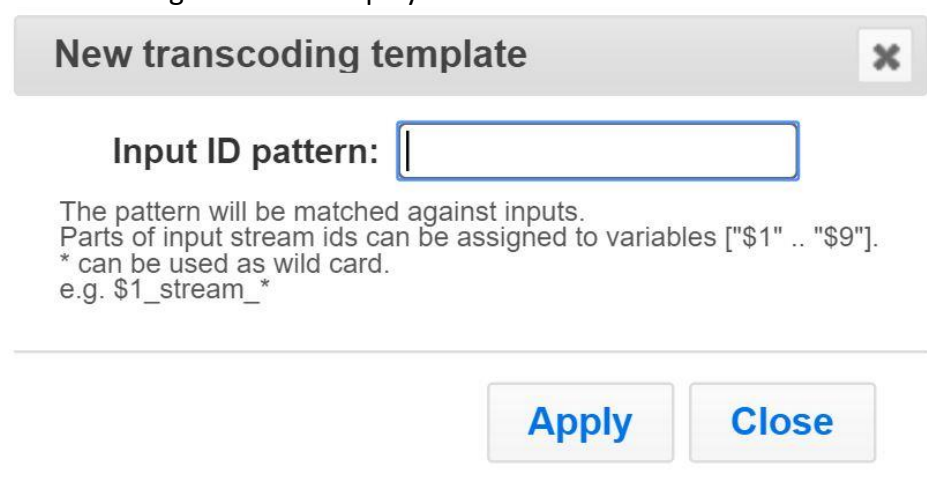 New transcoding template
Input ID pattern:
The pattern will be matched against inputs.
Parts of input stream ids can be assigned to variables ["$1" .. "$9"].
* can be used as wild card.
e.g. $1_stream_*
Apply Close